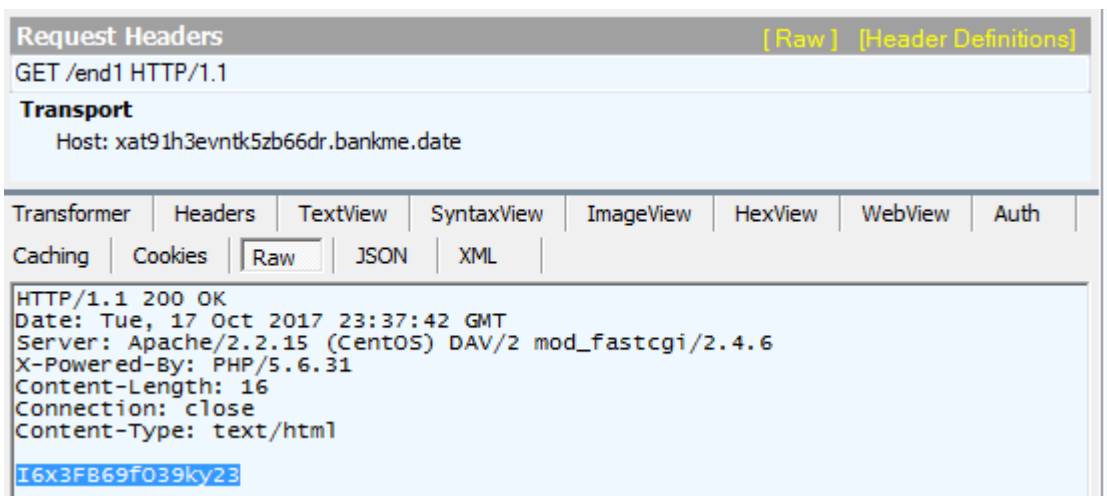 Request Headers [ Raw ] [Header Definitions]
GET /end1 HTTP/1.1
Transport
Host: xat91h3evntk5zb66dr.bankme.date
Transformer Headers TextView SyntaxView ImageView HexView WebView Auth
Caching Cookies Raw JSON XML
HTTP/1.1 200 OK
Date: Tue, 17 Oct 2017 23:37:42 GMT
Server: Apache/2.2.15 (CentOS) DAV/2 mod_fastcgi/2.4.6
X-Powered-By: PHP/5.6.31
Content-Length: 16
Connection: close
Content-Type: text/html
I6x3FB69fO39ky23